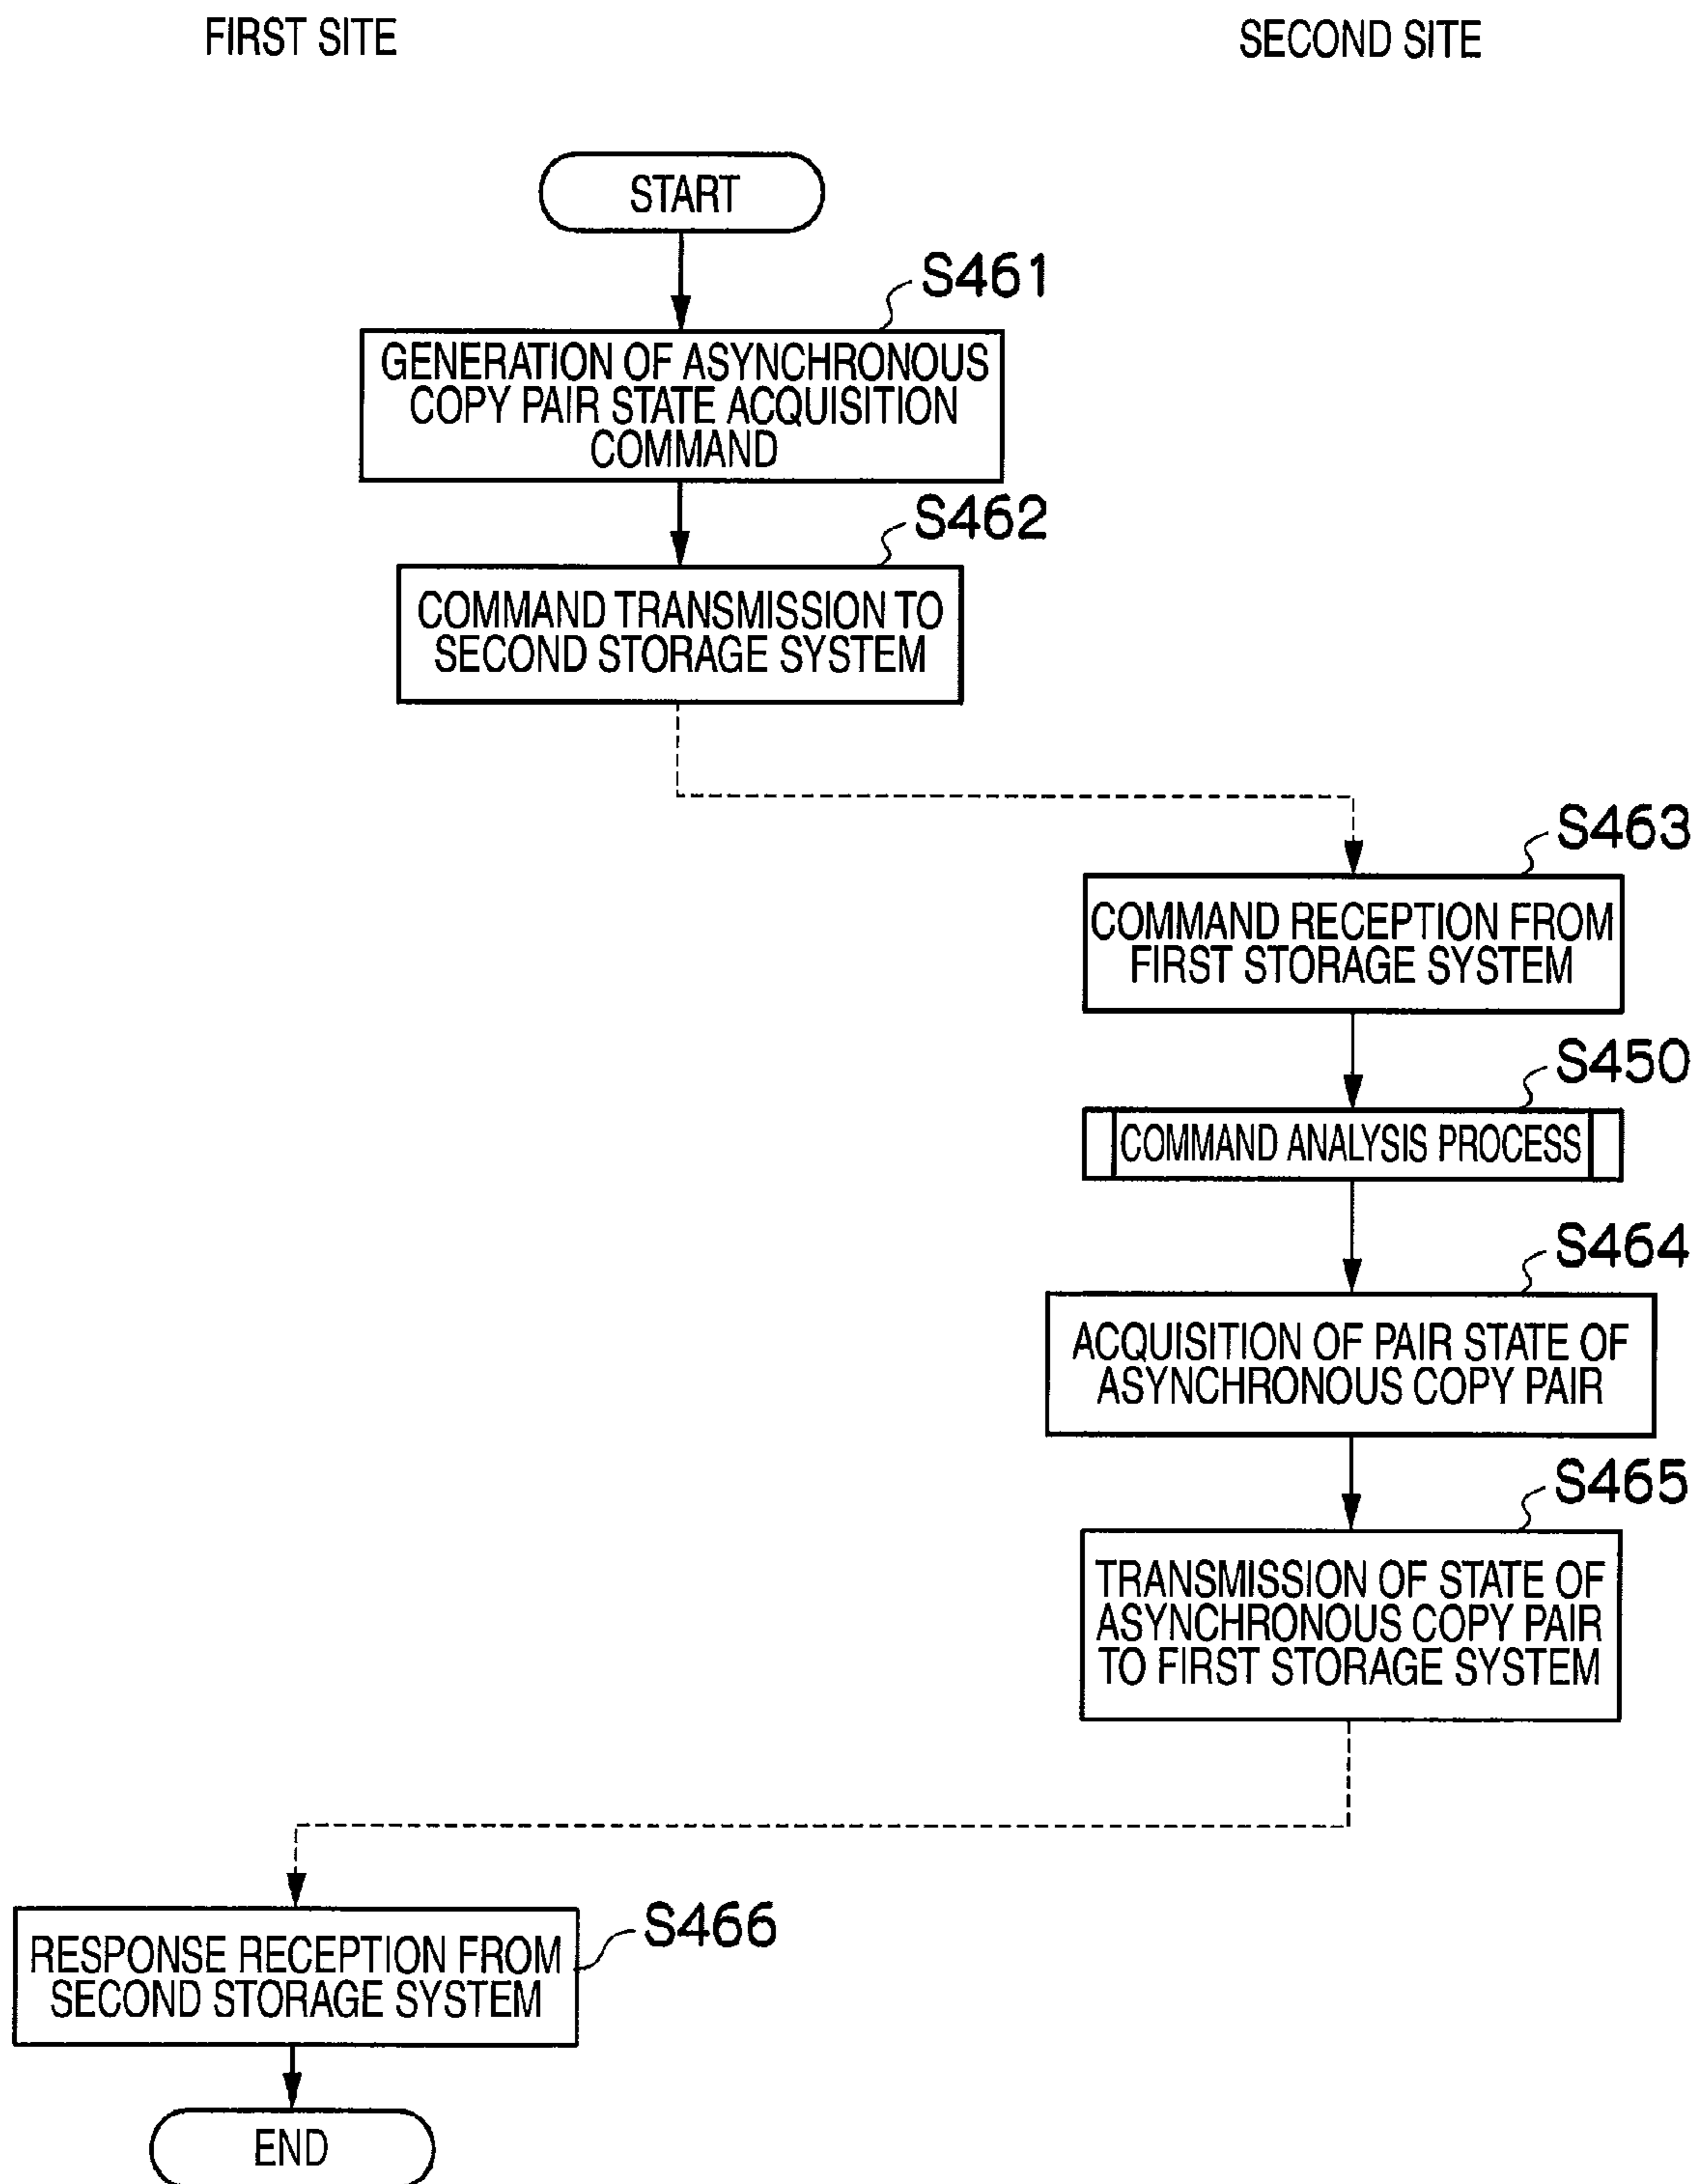 FIRST SITE
SECOND SITE
START
S461
GENERATION OF ASYNCHRONOUS
COPY PAIR STATE ACQUISITION
COMMAND
S462
COMMAND TRANSMISSION TO
SECOND STORAGE SYSTEM
S463
COMMAND RECEPTION FROM
FIRST STORAGE SYSTEM
S450
COMMAND ANALYSIS PROCESS
S464
ACQUISITION OF PAIR STATE OF
ASYNCHRONOUS COPY PAIR
S465
TRANSMISSION OF STATE OF
ASYNCHRONOUS COPY PAIR
TO FIRST STORAGE SYSTEM
S466
RESPONSE RECEPTION FROM
SECOND STORAGE SYSTEM
END